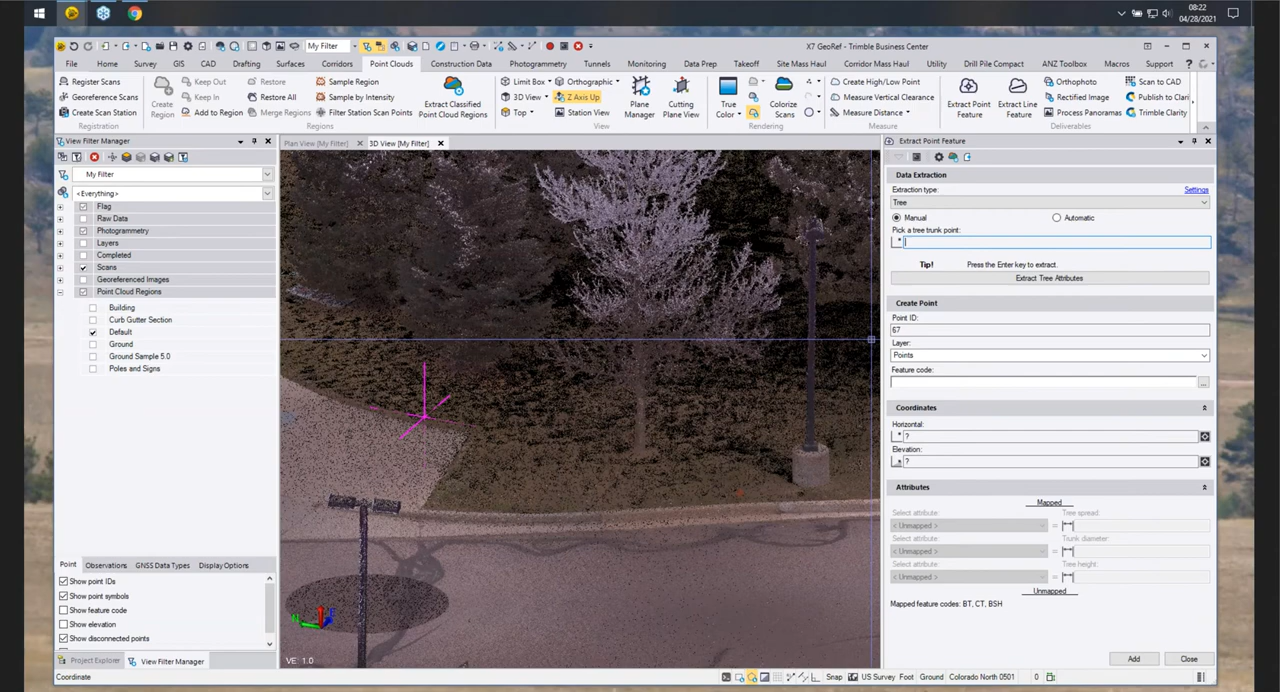 08:22
04/28/2021
My Filter
X7 GeoRef - Trimble Business Center
File Home Survey GIS CAD Drafting Surfaces Corridors Point Clouds Construction Data Photogrammetry Tunnels Monitoring Data Prep Takeoff Site Mass Haul Corridor Mass Haul Utility Drill Pile Compact ANZ Toolbox Macros Support
Register Scans
Georeference Scans
Create Scan Station
Registration
Create Region
Keep Out
Keep In
Add to Region
Restore
Restore All
Merge Regions
Sample Region
Sample by Intensity
Filter Station Scan Points
Regions
Extract Classified Point Cloud Regions
Limit Box
3D View
Top
Orthographic
Z Axis Up
Station View
Plane Manager
Cutting Plane View
View
True Color
Colorize Scans
Rendering
Create High/Low Point
Measure Vertical Clearance
Measure Distance
Measure
Extract Point Feature
Extract Line Feature
Orthophoto
Rectified Image
Process Panoramas
Scan to CAD
Publish to Clari
Trimble Clarity
Deliverables
View Filter Manager
My Filter
<Everything>
Flag
Raw Data
Photogrammetry
Layers
Completed
Scans
Georeferenced Images
Point Cloud Regions
Building
Curb Gutter Section
Default
Ground
Ground Sample 5.0
Poles and Signs
Point Observations GNSS Data Types Display Options
Show point IDs
Show point symbols
Show feature code
Show elevation
Show disconnected points
Project Explorer View Filter Manager
Coordinate
Plan View [My Filter] 3D View [My Filter]
N
E
VE: 1.0
Extract Point Feature
Data Extraction
Extraction type: Settings
Tree
Manual Automatic
Pick a tree trunk point:
Tip! Press the Enter key to extract.
Extract Tree Attributes
Create Point
Point ID:
67
Layer:
Points
Feature code:
...
Coordinates
Horizontal:
?
Elevation:
?
Attributes
Mapped
Select attribute: Tree spread:
< Unmapped > =
Select attribute: Trunk diameter:
< Unmapped > =
Select attribute: Tree height:
< Unmapped > =
Unmapped
Mapped feature codes: BT, CT, BSH
Add Close
Snap US Survey Foot Ground Colorado North 0501 0